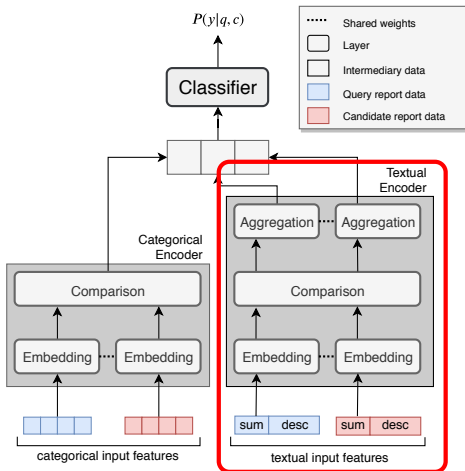 P(y|q, c)
Shared weights
Layer
Intermediary data
Query report data
Candidate report data
Classifier
Textual
Encoder
Aggregation
Aggregation
Categorical
Encoder
Comparison
Comparison
Embedding
Embedding
Embedding
Embedding
sum desc
sum desc
categorical input features
textual input features